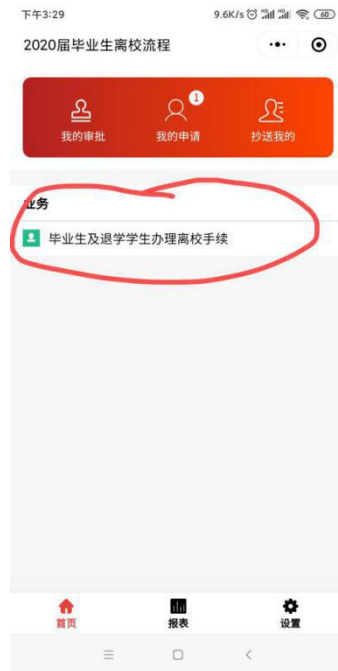 下午3:29
9.6K/s
60
2020届毕业生离校流程
1
我的审批
我的申请
抄送我的
业务
毕业生及退学学生办理离校手续
首页
报表
设置